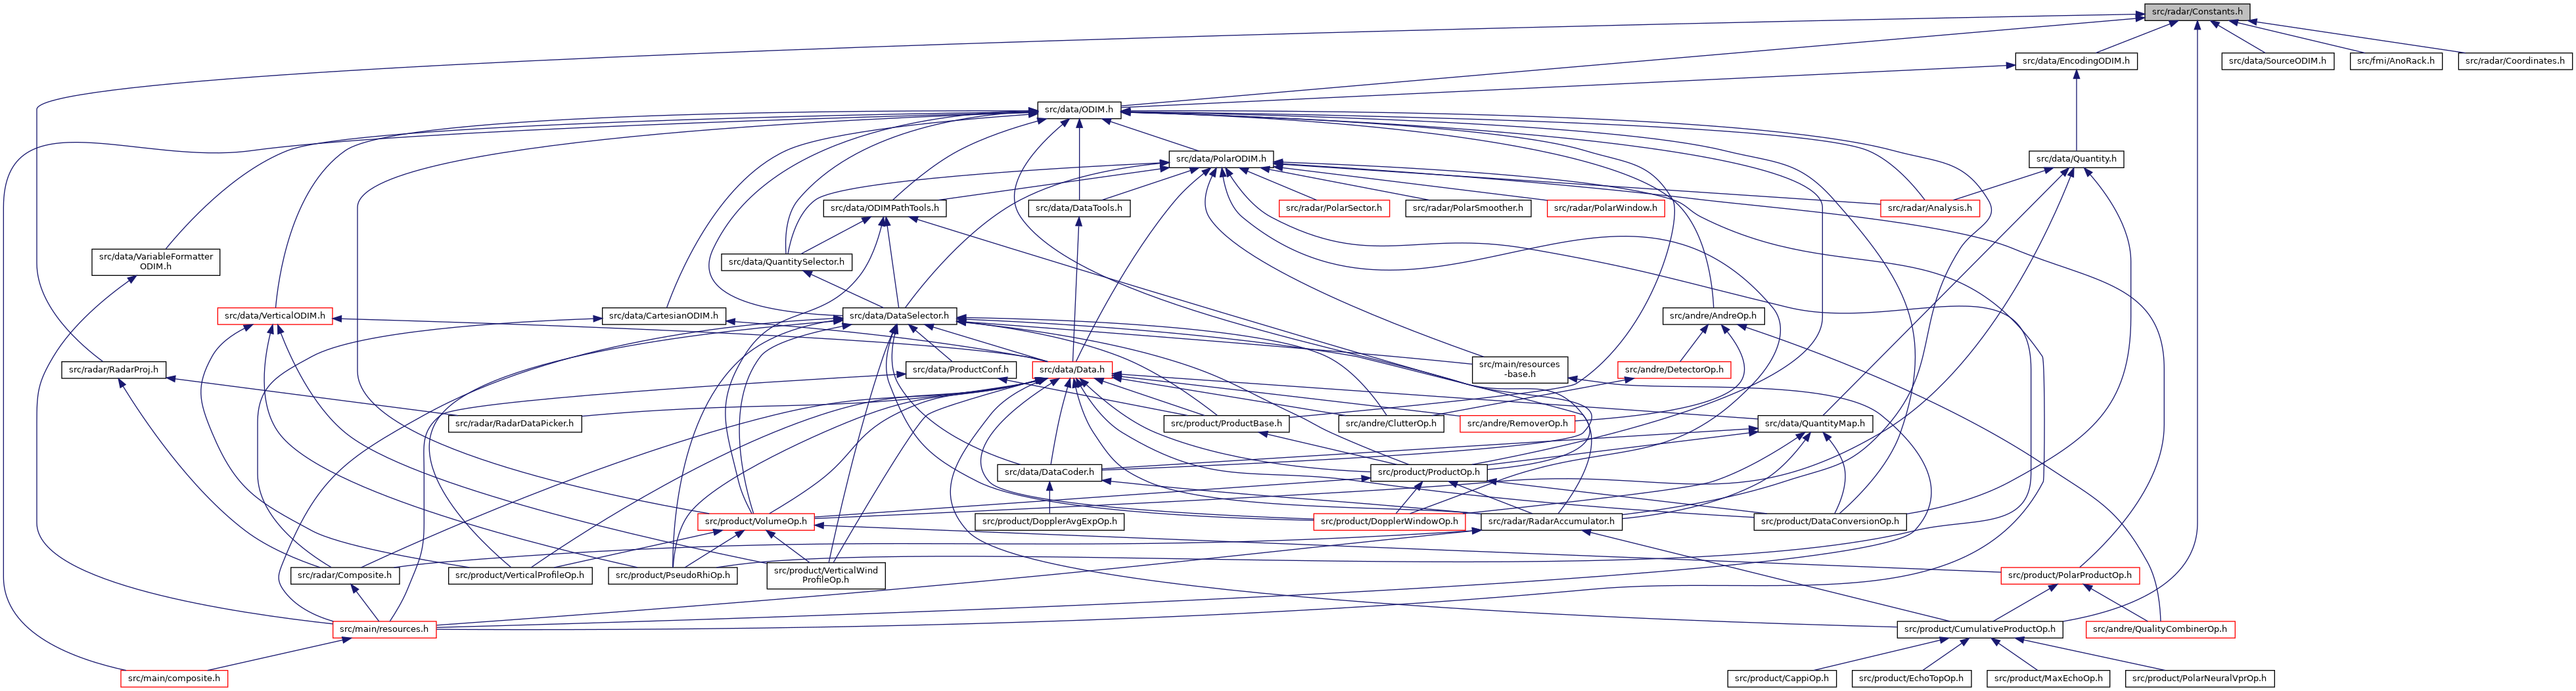 src/radar/Constants.h
src/data/EncodingODIM.h
src/data/SourceODIM.h
src/fmi/AnoRack.h
src/radar/Coordinates.h
src/data/ODIM.h
src/data/PolarODIM.h
src/data/Quantity.h
src/data/ODIMPathTools.h
src/data/DataTools.h
src/radar/PolarSector.h
src/radar/PolarSmoother.h
src/radar/PolarWindow.h
src/radar/Analysis.h
src/data/VariableFormatter
ODIM.h
src/data/QuantitySelector.h
src/data/VerticalODIM.h
src/data/CartesianODIM.h
src/data/DataSelector.h
src/andre/AndreOp.h
src/radar/RadarProj.h
src/data/ProductConf.h
src/data/Data.h
src/main/resources
-base.h
src/andre/DetectorOp.h
src/radar/RadarDataPicker.h
src/product/ProductBase.h
src/andre/ClutterOp.h
src/andre/RemoverOp.h
src/data/QuantityMap.h
src/data/DataCoder.h
src/product/ProductOp.h
src/product/VolumeOp.h
src/product/DopplerAvgExpOp.h
src/product/DopplerWindowOp.h
src/radar/RadarAccumulator.h
src/product/DataConversionOp.h
src/radar/Composite.h
src/product/VerticalProfileOp.h
src/product/PseudoRhiOp.h
src/product/VerticalWind
ProfileOp.h
src/product/PolarProductOp.h
src/main/resources.h
src/product/CumulativeProductOp.h
src/andre/QualityCombinerOp.h
src/main/composite.h
src/product/CappiOp.h
src/product/EchoTopOp.h
src/product/MaxEchoOp.h
src/product/PolarNeuralVprOp.h